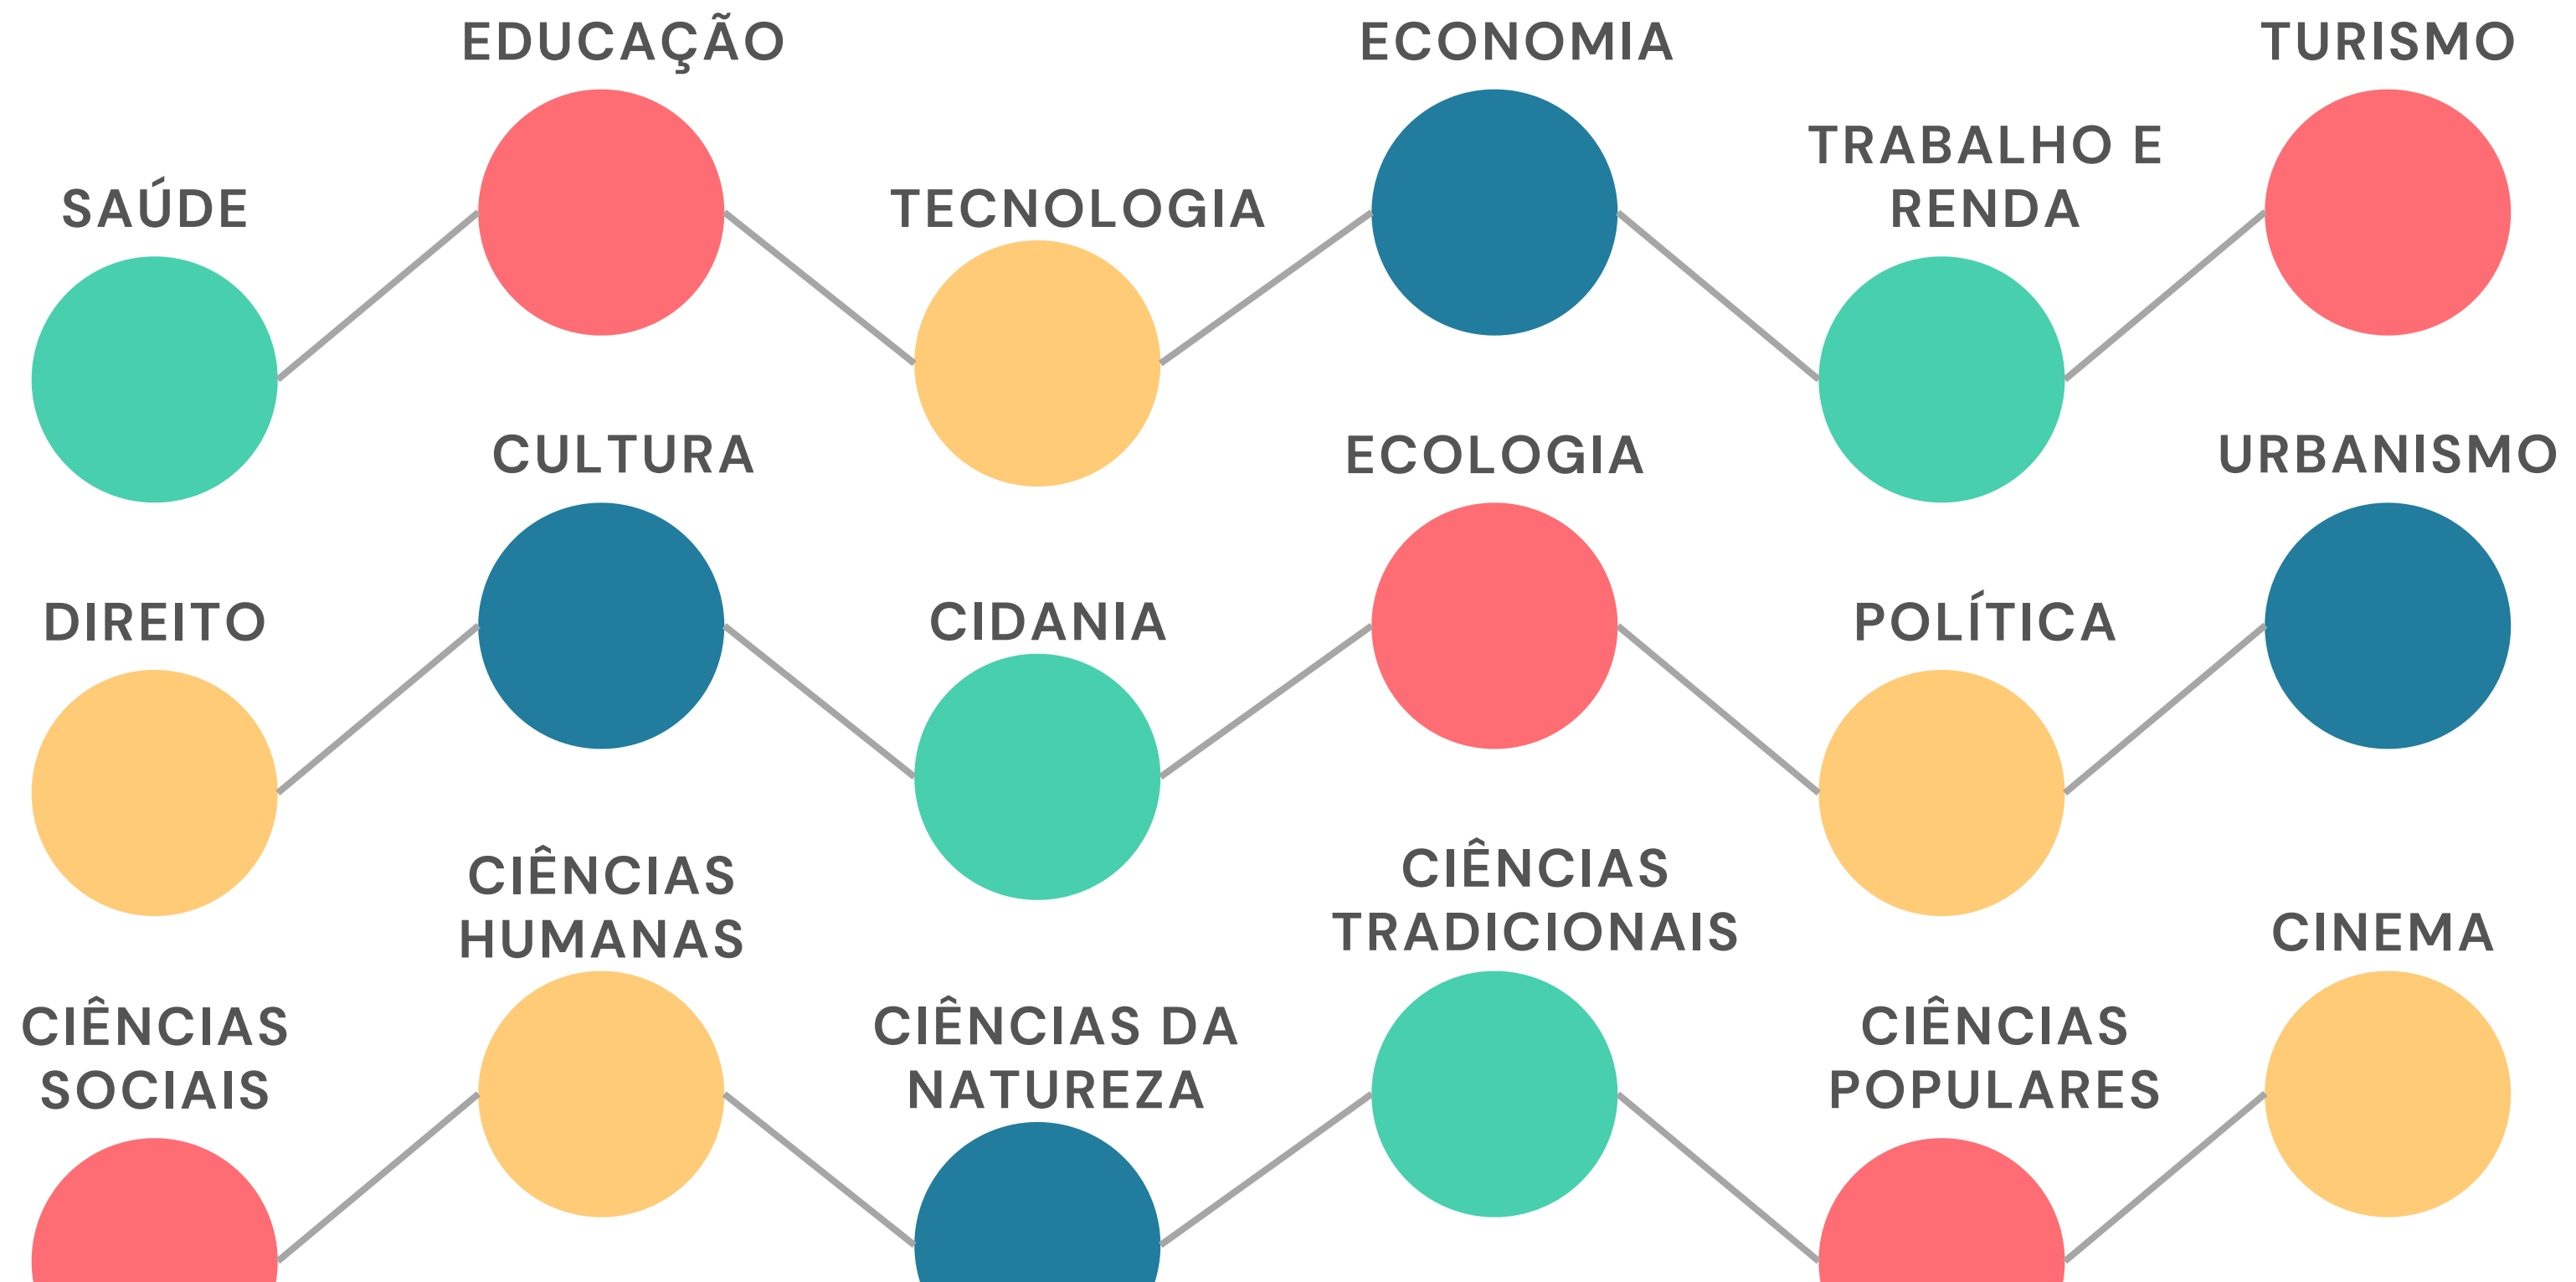 EDUCAÇÃO
ECONOMIA
TURISMO
TRABALHO E
RENDA
SAÚDE
TECNOLOGIA
CULTURA
ECOLOGIA
URBANISMO
DIREITO
CIDANIA
POLÍTICA
CIÊNCIAS
HUMANAS
CIÊNCIAS
TRADICIONAIS
CINEMA
CIÊNCIAS
SOCIAIS
CIÊNCIAS DA
NATUREZA
CIÊNCIAS
POPULARES